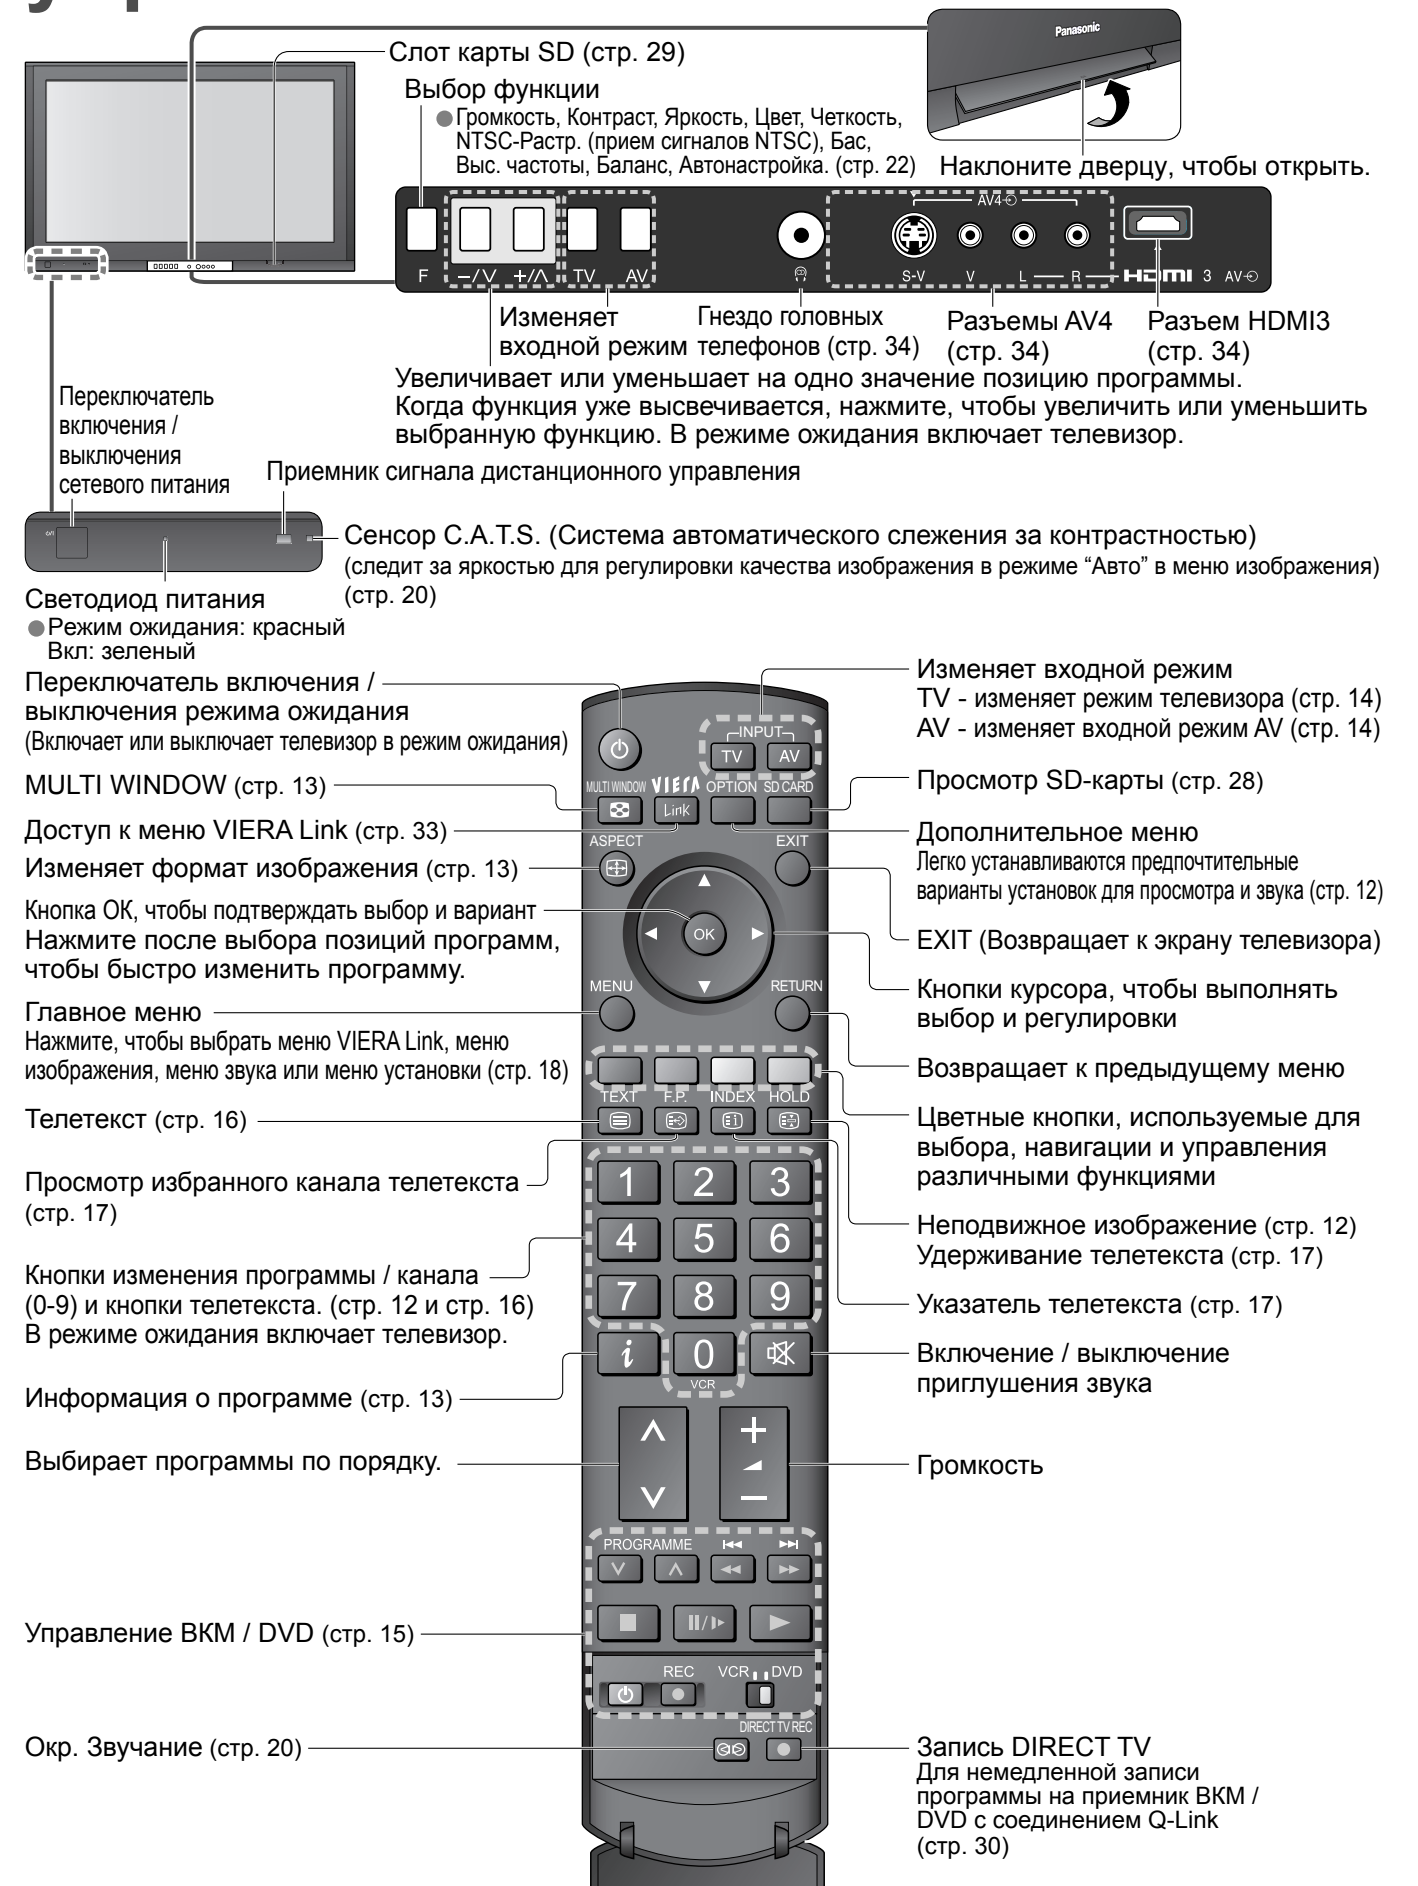 Panasonic
Слот карты SD (стр. 29)
Выбор функции
Громкость, Контраст, Яркость, Цвет, Четкость,
NTSC-Растр. (прием сигналов NTSC), Бас,
Выс. частоты, Баланс, Автонастройка. (стр. 22)
Наклоните дверцу, чтобы открыть.
AV4
F −/∨ +/∧ TV AV S-V V L R HDMI 3 AV
Изменяет
входной режим
Гнездо головных
телефонов (стр. 34)
Разъемы AV4
(стр. 34)
Разъем HDMI3
(стр. 34)
Увеличивает или уменьшает на одно значение позицию программы.
Когда функция уже высвечивается, нажмите, чтобы увеличить или уменьшить
выбранную функцию. В режиме ожидания включает телевизор.
Переключатель
включения /
выключения
сетевого питания
Приемник сигнала дистанционного управления
Сенсор C.A.T.S. (Система автоматического слежения за контрастностью)
(следит за яркостью для регулировки качества изображения в режиме “Авто” в меню изображения)
(стр. 20)
Светодиод питания
Режим ожидания: красный
Вкл: зеленый
Переключатель включения /
выключения режима ожидания
(Включает или выключает телевизор в режим ожидания)
MULTI WINDOW (стр. 13)
Доступ к меню VIERA Link (стр. 33)
Изменяет формат изображения (стр. 13)
Кнопка ОК, чтобы подтверждать выбор и вариант
Нажмите после выбора позиций программ,
чтобы быстро изменить программу.
Главное меню
Нажмите, чтобы выбрать меню VIERA Link, меню
изображения, меню звука или меню установки (стр. 18)
Телетекст (стр. 16)
Просмотр избранного канала телетекста
(стр. 17)
Кнопки изменения программы / канала
(0-9) и кнопки телетекста. (стр. 12 и стр. 16)
В режиме ожидания включает телевизор.
Информация о программе (стр. 13)
Выбирает программы по порядку.
Управление ВКМ / DVD (стр. 15)
Окр. Звучание (стр. 20)
INPUT
TV AV
MULTI WINDOW VIERA OPTION SD CARD
Link
ASPECT EXIT
OK
MENU RETURN
TEXT F.P. INDEX HOLD
1 2 3
4 5 6
7 8 9
i 0
VCR
+
−
PROGRAMME
REC VCR DVD
DIRECT TV REC
Изменяет входной режим
TV - изменяет режим телевизора (стр. 14)
AV - изменяет входной режим AV (стр. 14)
Просмотр SD-карты (стр. 28)
Дополнительное меню
Легко устанавливаются предпочтительные
варианты установок для просмотра и звука (стр. 12)
EXIT (Возвращает к экрану телевизора)
Кнопки курсора, чтобы выполнять
выбор и регулировки
Возвращает к предыдущему меню
Цветные кнопки, используемые для
выбора, навигации и управления
различными функциями
Неподвижное изображение (стр. 12)
Удерживание телетекста (стр. 17)
Указатель телетекста (стр. 17)
Включение / выключение
приглушения звука
Громкость
Запись DIRECT TV
Для немедленной записи
программы на приемник ВКМ /
DVD с соединением Q-Link
(стр. 30)